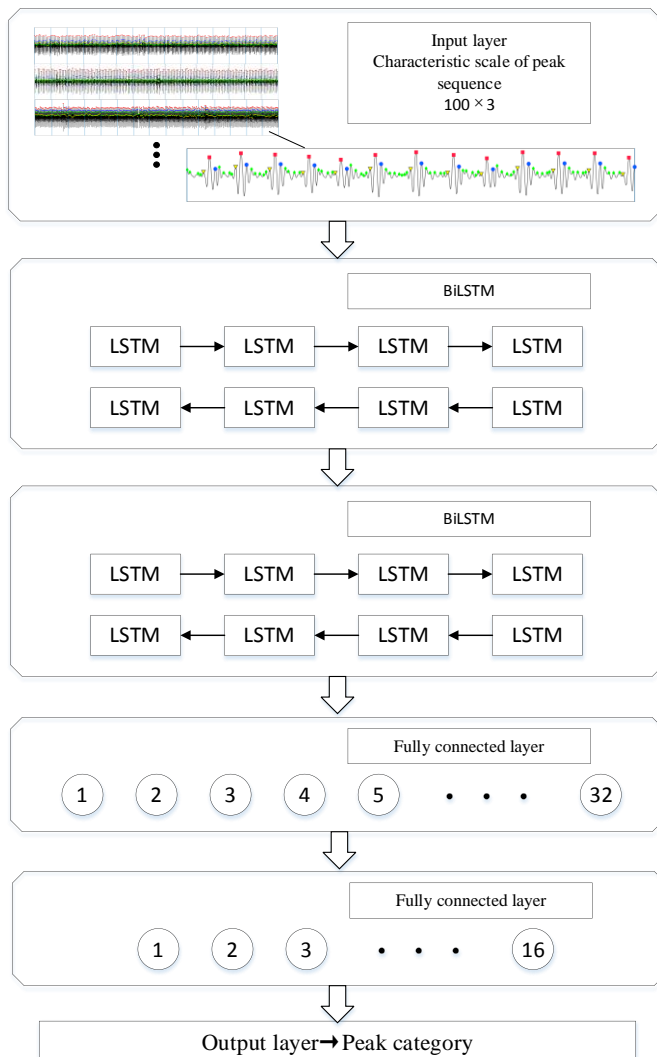 Input layer
Characteristic scale of peak
sequence
100 × 3
BiLSTM
LSTM LSTM LSTM LSTM
LSTM LSTM LSTM LSTM
BiLSTM
LSTM LSTM LSTM LSTM
LSTM LSTM LSTM LSTM
Fully connected layer
1 2 3 4 5 • • • 32
Fully connected layer
1 2 3 • • • 16
Output layer→Peak category